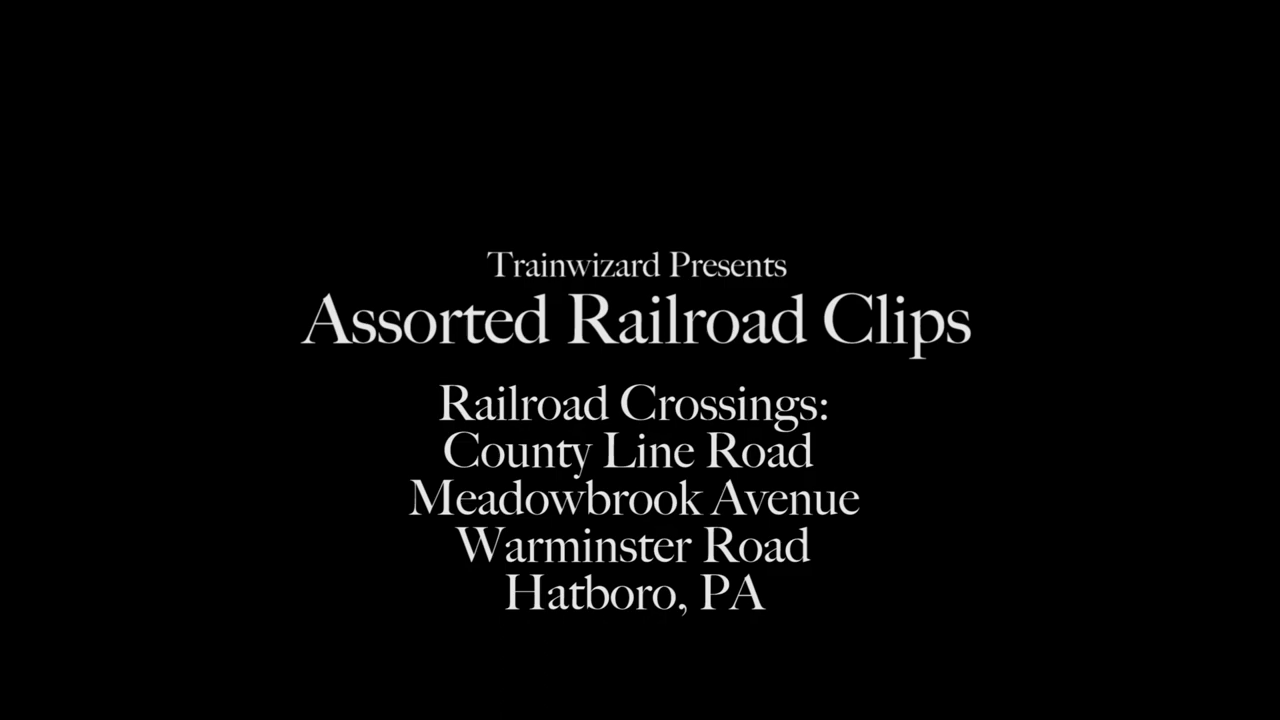 Trainwizard Presents
Assorted Railroad Clips
Railroad Crossings:
County Line Road
Meadowbrook Avenue
Warminster Road
Hatboro, PA